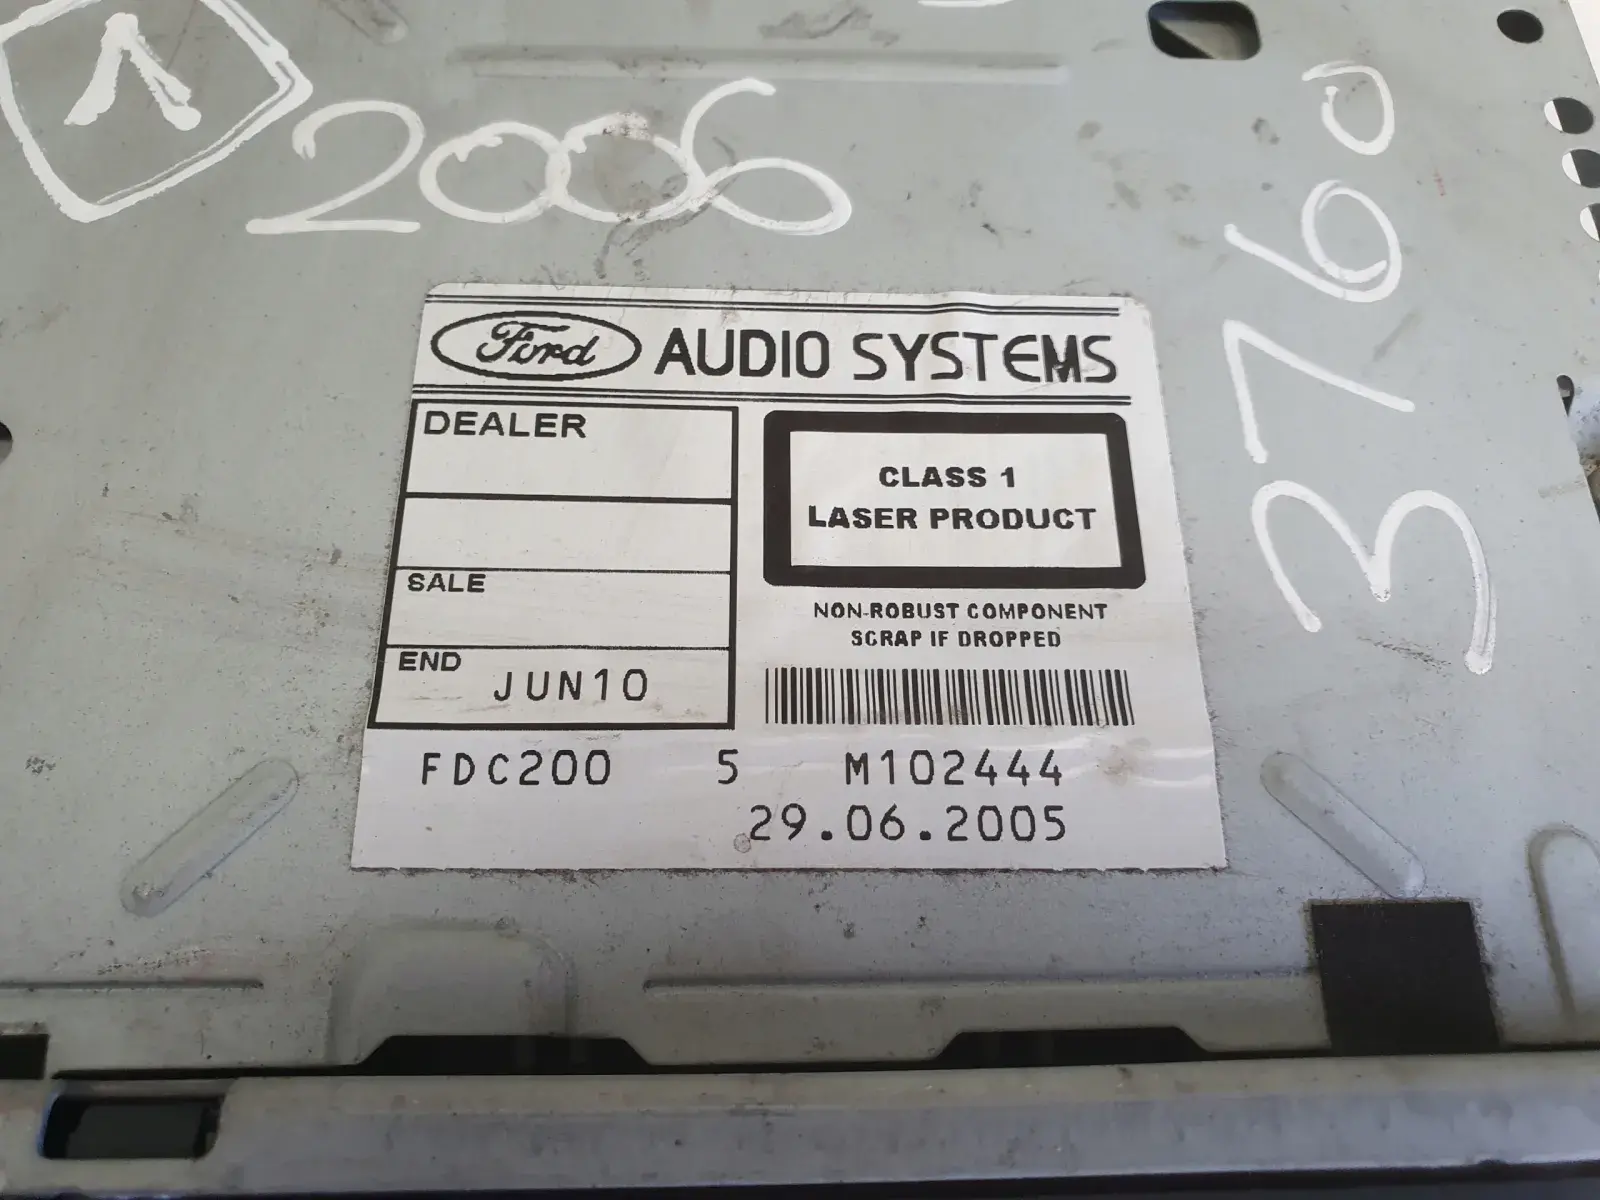 1
2006
3760
Ford AUDIO SYSTEMS
DEALER
SALE
END JUN10
CLASS 1
LASER PRODUCT
NON-ROBUST COMPONENT
SCRAP IF DROPPED
FDC200 5 M102444
29.06.2005